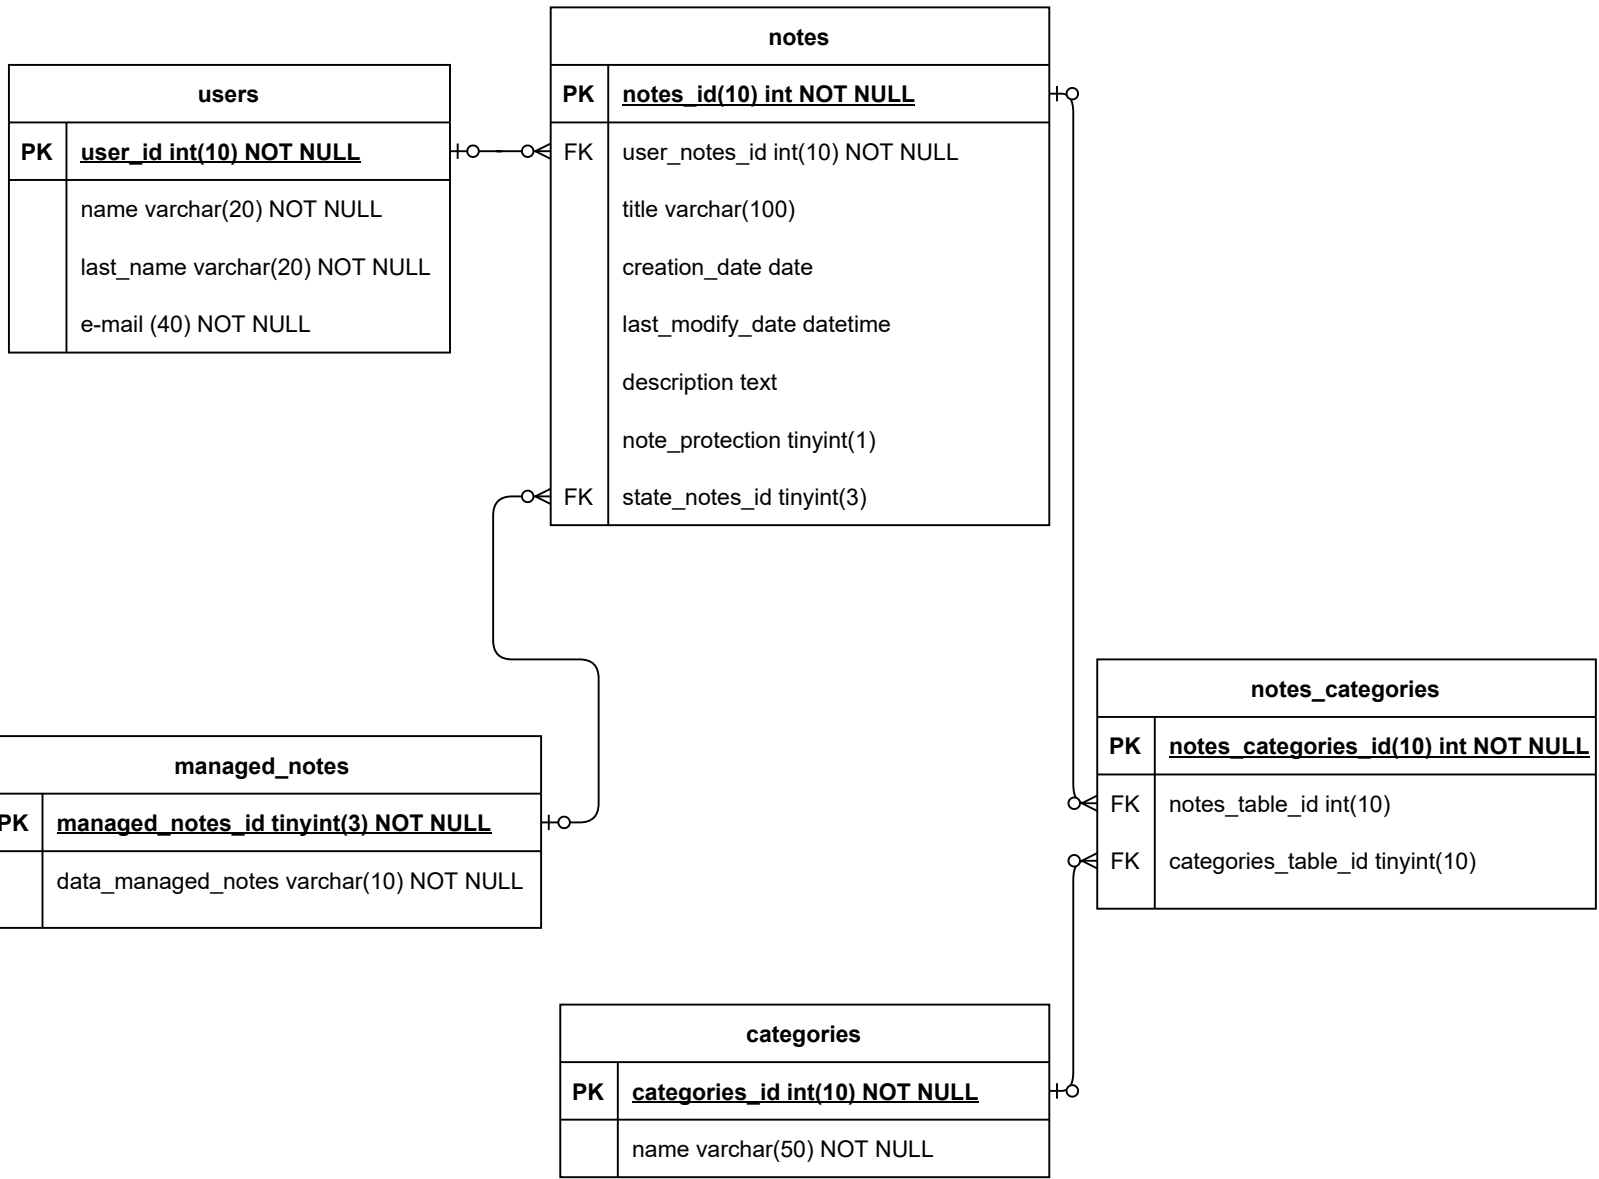 notes
PK notes_id(10) int NOT NULL
FK user_notes_id int(10) NOT NULL
title varchar(100)
creation_date date
last_modify_date datetime
description text
note_protection tinyint(1)
FK state_notes_id tinyint(3)
users
PK user_id int(10) NOT NULL
name varchar(20) NOT NULL
last_name varchar(20) NOT NULL
e-mail (40) NOT NULL
managed_notes
PK managed_notes_id tinyint(3) NOT NULL
data_managed_notes varchar(10) NOT NULL
notes_categories
PK notes_categories_id(10) int NOT NULL
FK notes_table_id int(10)
FK categories_table_id tinyint(10)
categories
PK categories_id int(10) NOT NULL
name varchar(50) NOT NULL